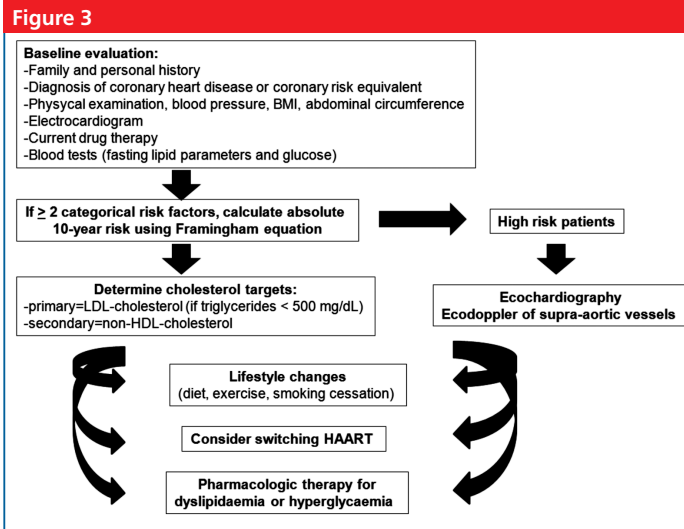 Figure 3
Baseline evaluation:
-Family and personal history
-Diagnosis of coronary heart disease or coronary risk equivalent
-Physycal examination, blood pressure, BMI, abdominal circumference
-Electrocardiogram
-Current drug therapy
-Blood tests (fasting lipid parameters and glucose)
If ≥ 2 categorical risk factors, calculate absolute
10-year risk using Framingham equation
High risk patients
Determine cholesterol targets:
-primary=LDL-cholesterol (if triglycerides < 500 mg/dL)
-secondary=non-HDL-cholesterol
Ecochardiography
Ecodoppler of supra-aortic vessels
Lifestyle changes
(diet, exercise, smoking cessation)
Consider switching HAART
Pharmacologic therapy for
dyslipidaemia or hyperglycaemia